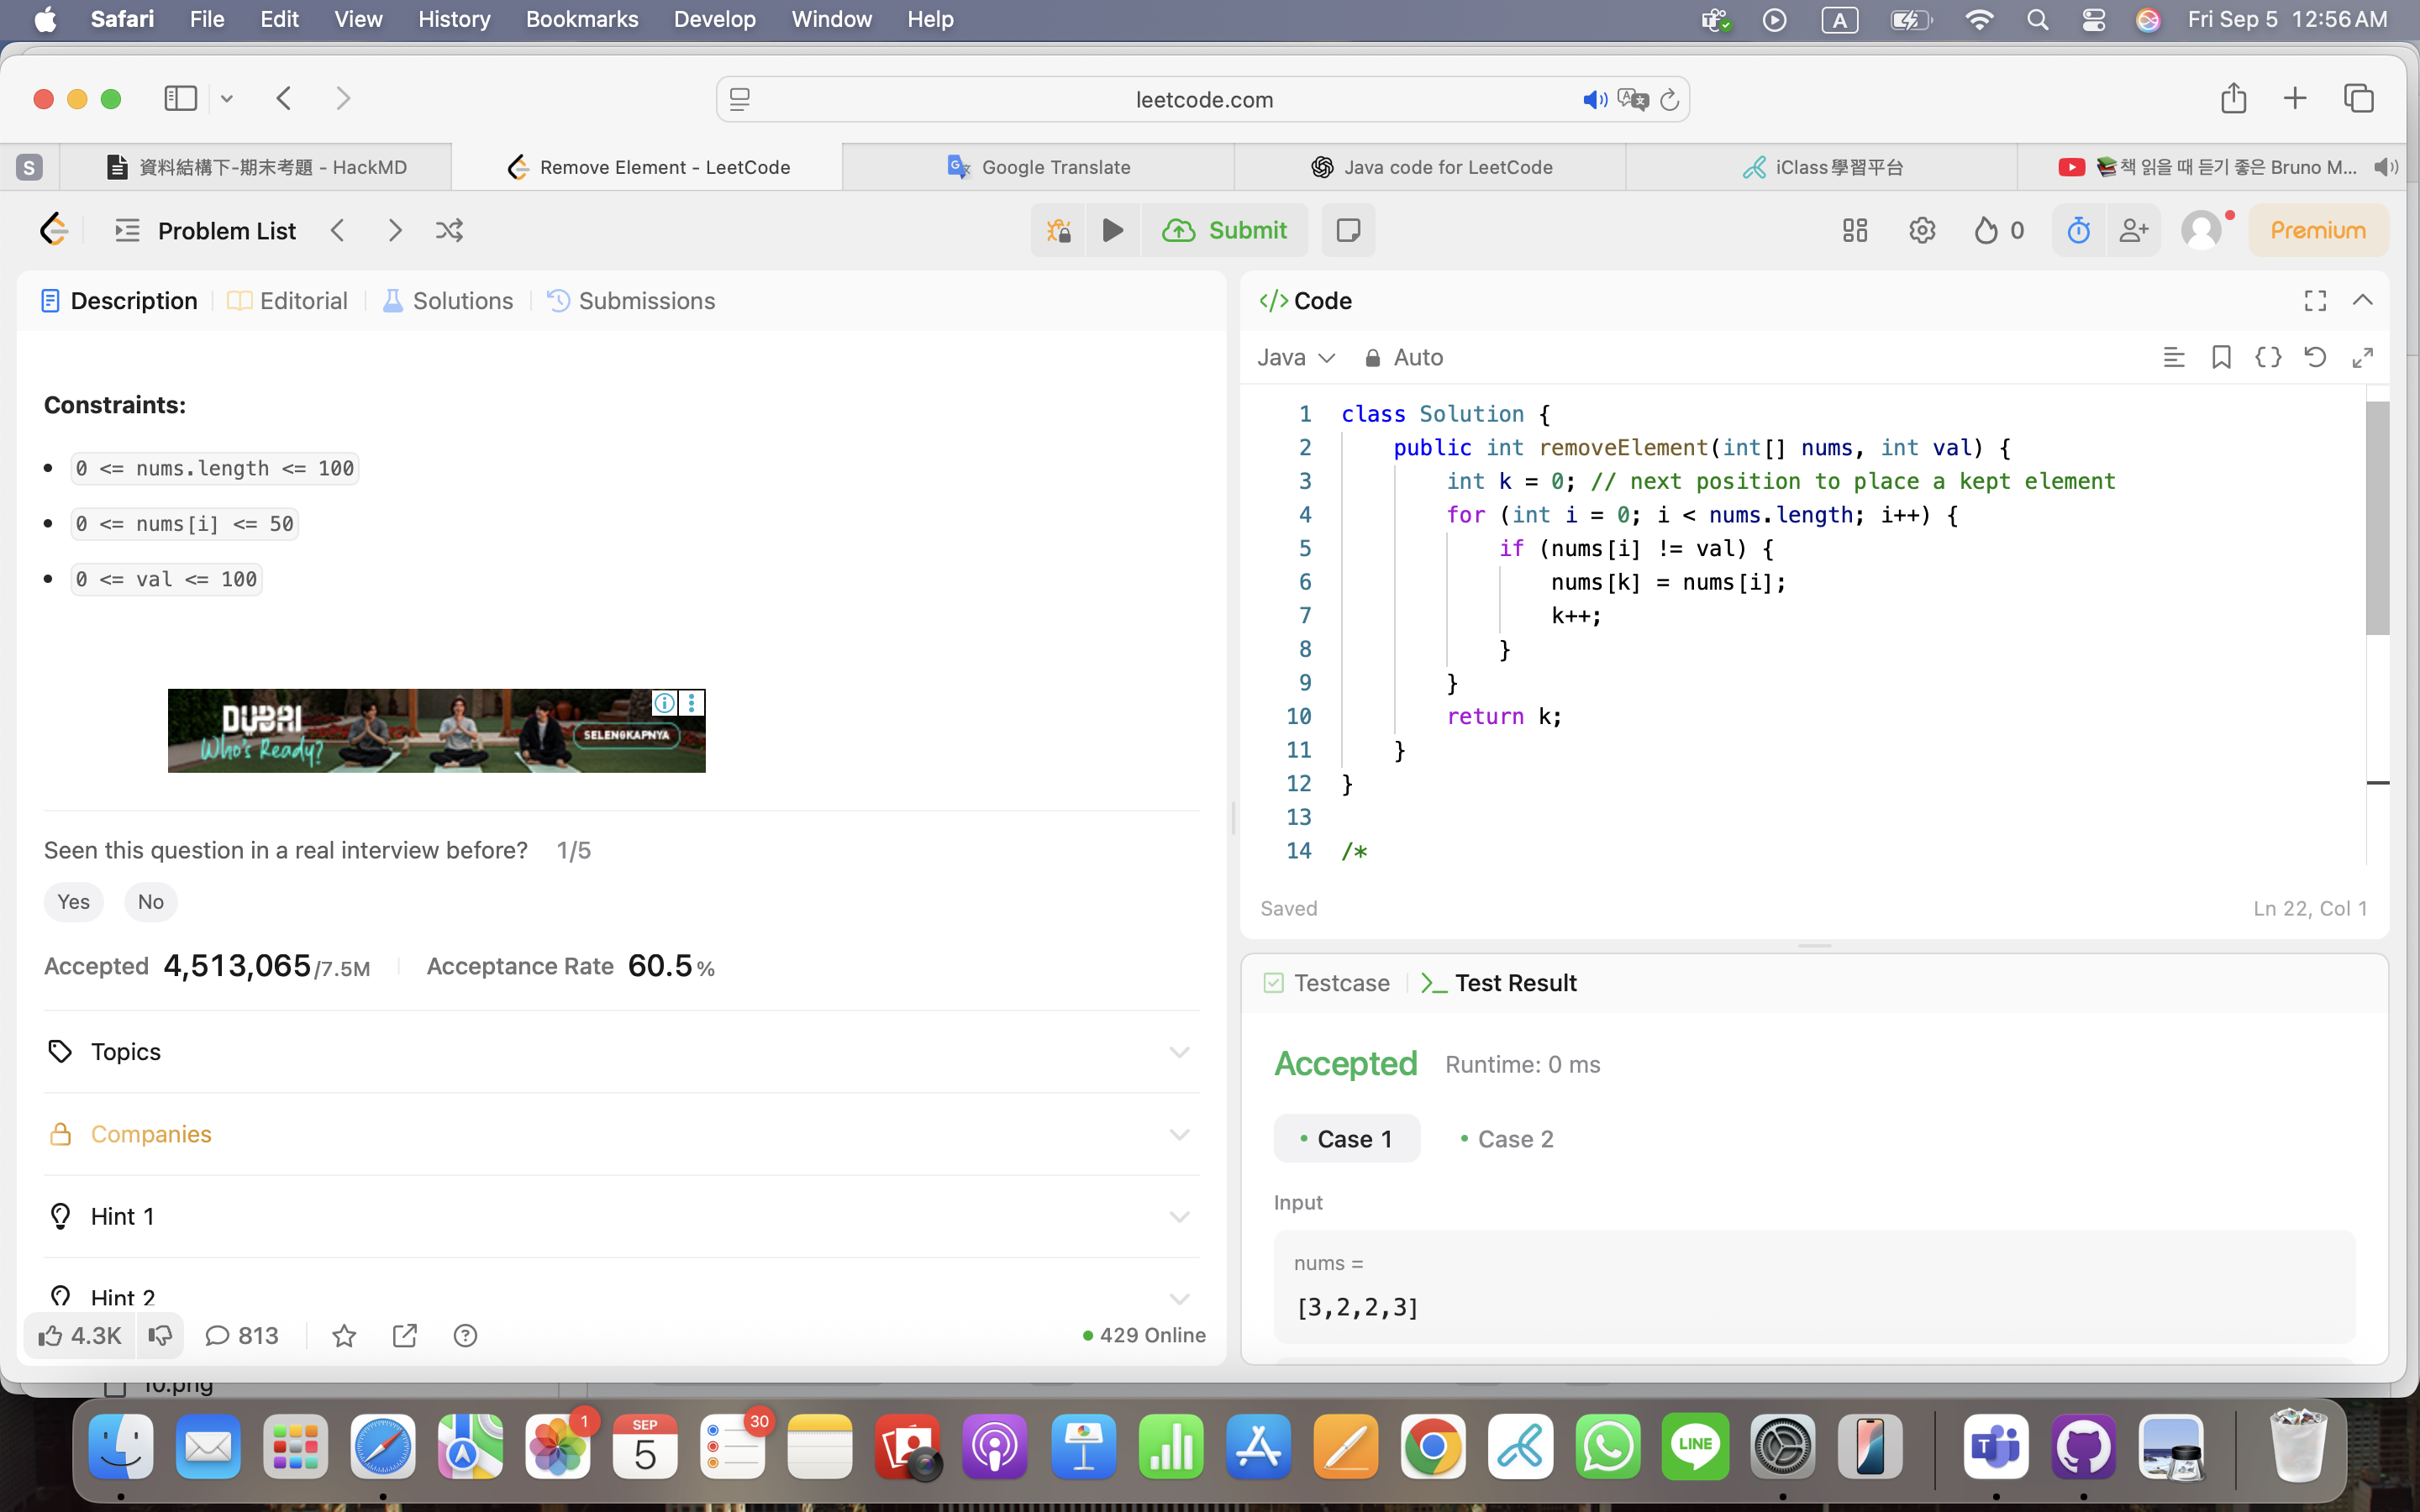 Safari File Edit View History Bookmarks Develop Window Help A Fri Sep 5 12:56 AM
leetcode.com
S 資料結構下-期末考題 - HackMD Remove Element - LeetCode Google Translate Java code for LeetCode iClass 學習平台 책 읽을 때 듣기 좋은 Bruno M...
Problem List Submit 0 Premium
Description Editorial Solutions Submissions
Constraints:
0 <= nums.length <= 100
0 <= nums[i] <= 50
0 <= val <= 100
DUBAI
Who's Ready?
SELENGKAPNYA
Seen this question in a real interview before? 1/5
Yes No
Accepted 4,513,065/7.5M Acceptance Rate 60.5 %
Topics
Companies
Hint 1
Hint 2
4.3K 813 429 Online
</> Code
Java Auto
1 class Solution {
2 public int removeElement(int[] nums, int val) {
3 int k = 0; // next position to place a kept element
4 for (int i = 0; i < nums.length; i++) {
5 if (nums[i] != val) {
6 nums[k] = nums[i];
7 k++;
8 }
9 }
10 return k;
11 }
12 }
13
14 /*
Saved Ln 22, Col 1
Testcase >_ Test Result
Accepted Runtime: 0 ms
Case 1 Case 2
Input
nums =
[3,2,2,3]
10.png
1 SEP 5 30 LINE T